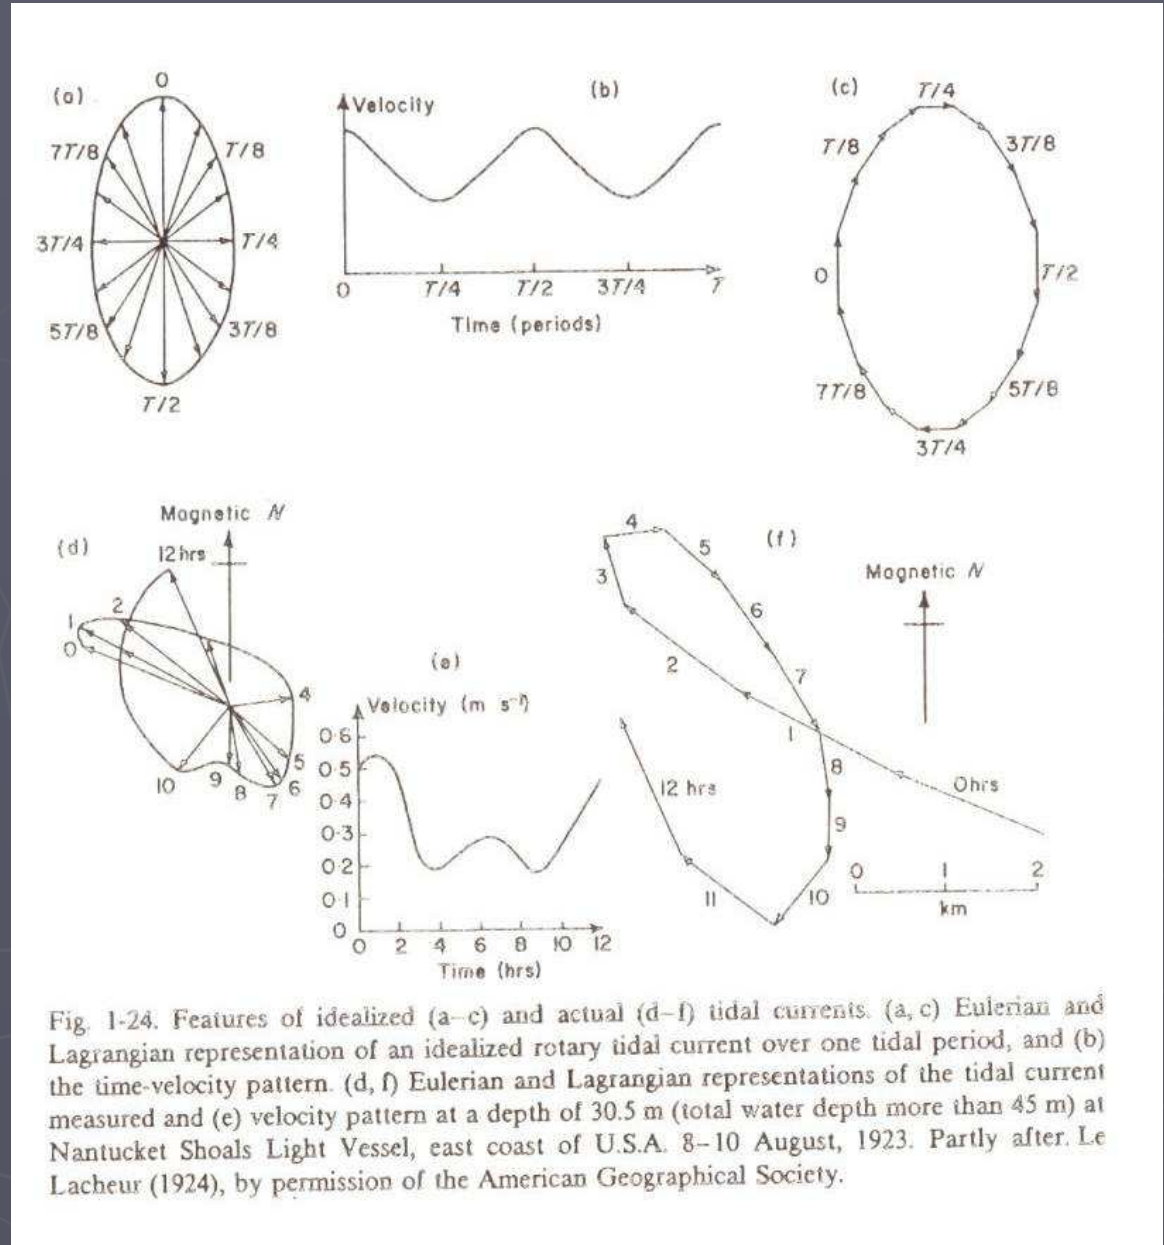 (a)
0
7T/8
T/8
3T/4
T/4
5T/8
3T/8
T/2
(b)
Velocity
0
T/4
T/2
3T/4
T
Time (periods)
(c)
T/4
T/8
3T/8
0
T/2
7T/8
5T/8
3T/4
(d)
Magnetic N
12 hrs
2
1
0
4
5
6
7
8
9
10
(e)
Velocity (m s⁻¹)
0·6
0·5
0·4
0·3
0·2
0·1
0
0 2 4 6 8 10 12
Time (hrs)
(f)
4
5
3
6
2
7
1
8
12 hrs
0hrs
9
11
10
Magnetic N
0 1 2
km
Fig. 1-24. Features of idealized (a–c) and actual (d–f) tidal currents. (a, c) Eulerian and
Lagrangian representation of an idealized rotary tidal current over one tidal period, and (b)
the time-velocity pattern. (d, f) Eulerian and Lagrangian representations of the tidal current
measured and (e) velocity pattern at a depth of 30.5 m (total water depth more than 45 m) at
Nantucket Shoals Light Vessel, east coast of U.S.A. 8–10 August, 1923. Partly after. Le
Lacheur (1924), by permission of the American Geographical Society.